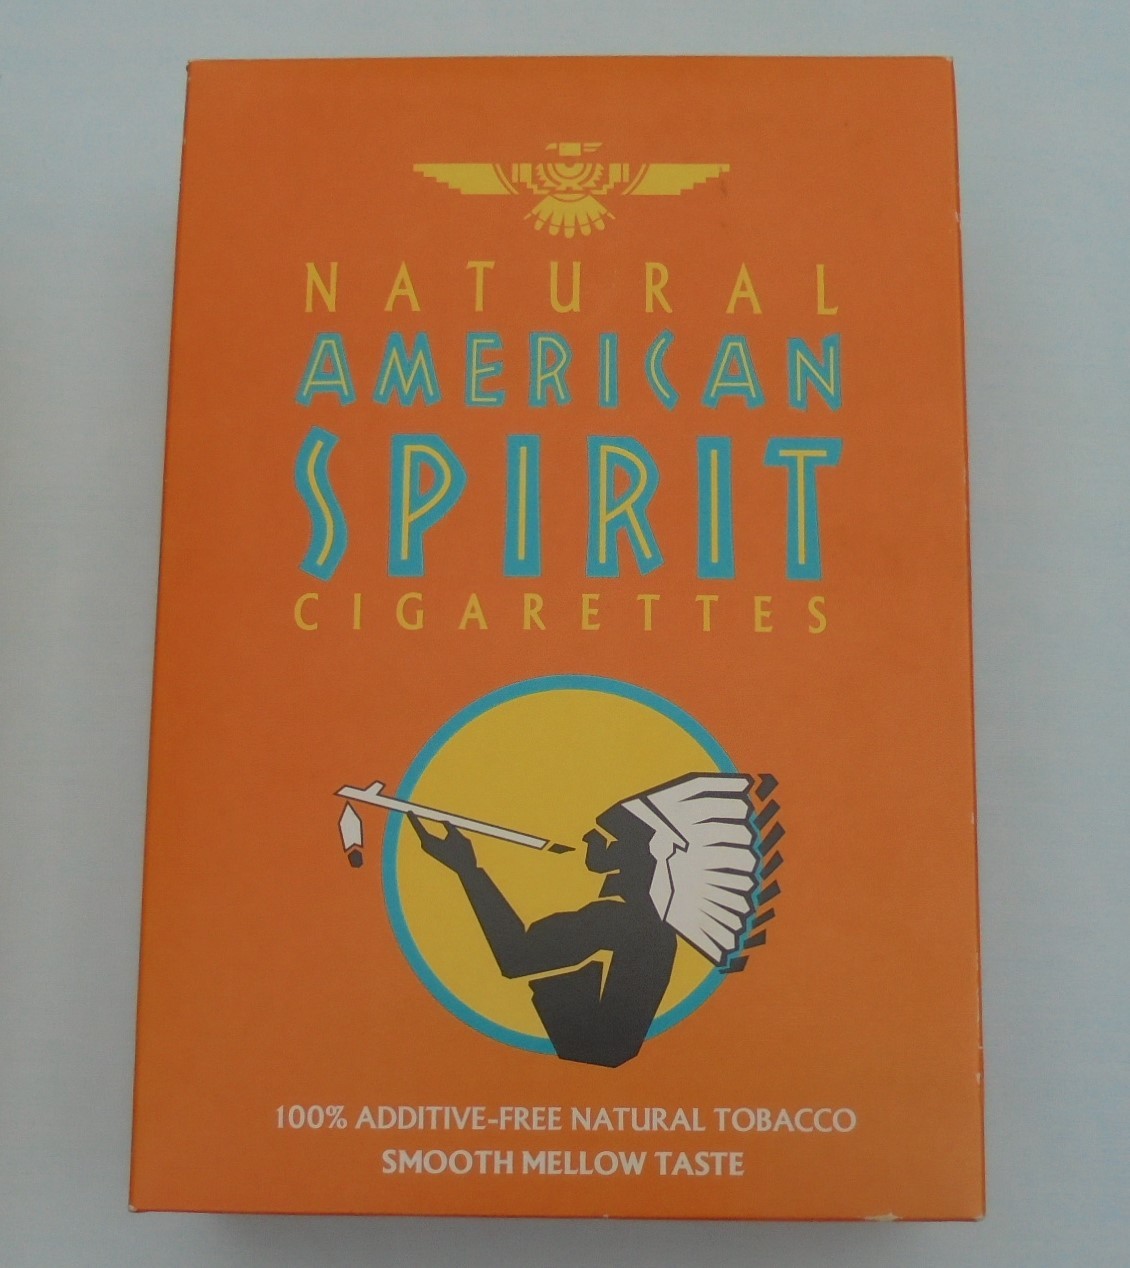 NATURAL
AMERICAN
SPIRIT
CIGARETTES
100% ADDITIVE-FREE NATURAL TOBACCO
SMOOTH MELLOW TASTE